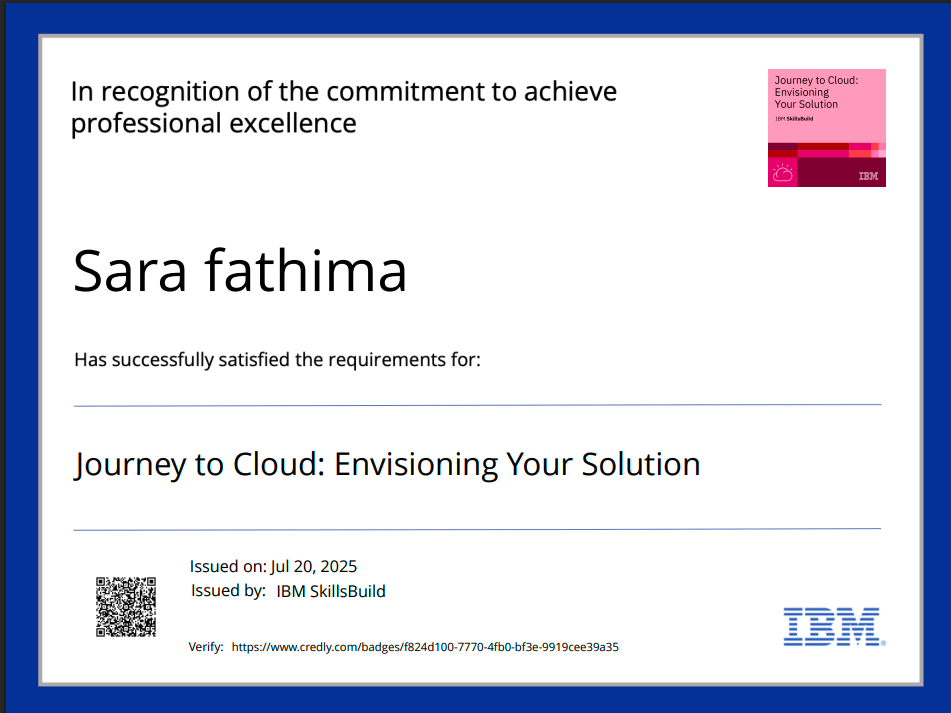 In recognition of the commitment to achieve
professional excellence
Journey to Cloud:
Envisioning
Your Solution
IBM SkillsBuild
IBM
Sara fathima
Has successfully satisfied the requirements for:
Journey to Cloud: Envisioning Your Solution
Issued on: Jul 20, 2025
Issued by: IBM SkillsBuild
Verify: https://www.credly.com/badges/f824d100-7770-4fb0-bf3e-9919cee39a35
IBM®